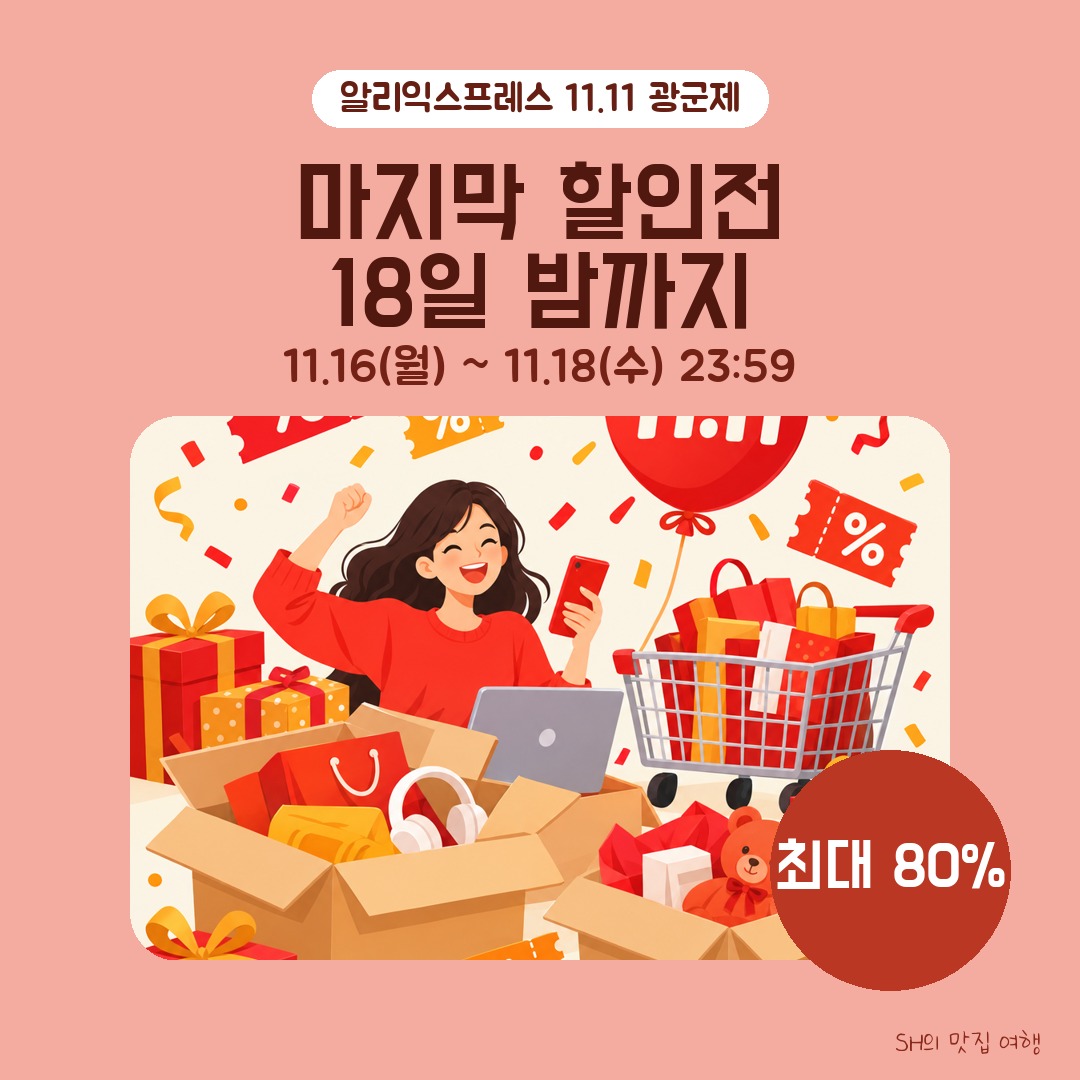 알리익스프레스 11.11 광군제
마지막 할인전
18일 밤까지
11.16(월) ~ 11.18(수) 23:59
%
%
11.11
%
최대 80%
SH의 맛집 여행